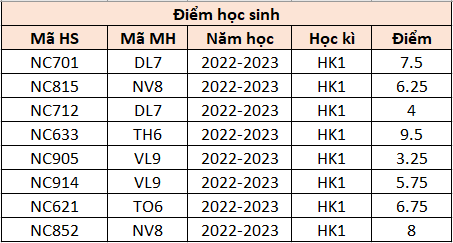 Điểm học sinh
Mã HS Mã MH Năm học Học kì Điểm
NC701 DL7 2022-2023 HK1 7.5
NC815 NV8 2022-2023 HK1 6.25
NC712 DL7 2022-2023 HK1 4
NC633 TH6 2022-2023 HK1 9.5
NC905 VL9 2022-2023 HK1 3.25
NC914 VL9 2022-2023 HK1 5.75
NC621 TO6 2022-2023 HK1 6.75
NC852 NV8 2022-2023 HK1 8